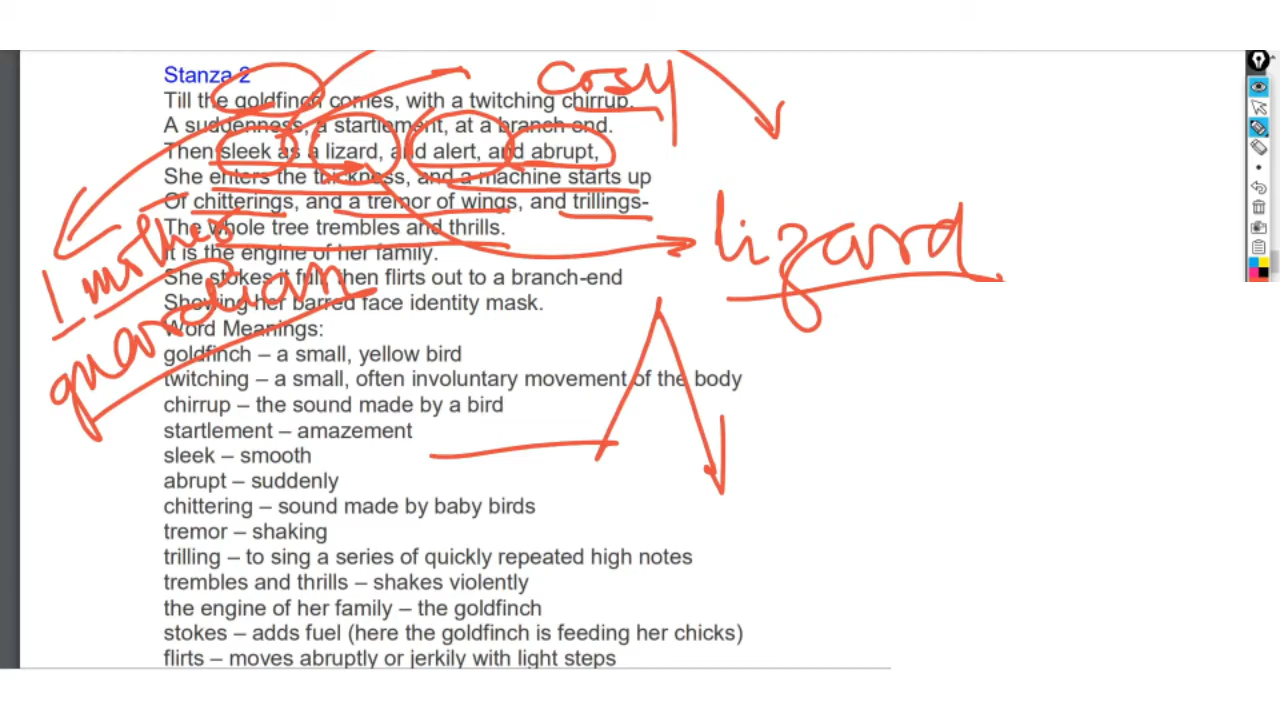 Stanza 2
cosy
Till the goldfinch comes, with a twitching chirrup.
A suddenness, a startlement, at a branch-end.
Then sleek as a lizard, and alert, and abrupt,
She enters the thickness, and a machine starts up
Of chitterings, and a tremor of wings, and trillings-
The whole tree trembles and thrills.
lizard
It is the engine of her family.
She stokes it full, then flirts out to a branch-end
Showing her barred face identity mask.
1 mother
guardian
Word Meanings:
goldfinch – a small, yellow bird
twitching – a small, often involuntary movement of the body
chirrup – the sound made by a bird
startlement – amazement
sleek – smooth
abrupt – suddenly
chittering – sound made by baby birds
tremor – shaking
trilling – to sing a series of quickly repeated high notes
trembles and thrills – shakes violently
the engine of her family – the goldfinch
stokes – adds fuel (here the goldfinch is feeding her chicks)
flirts – moves abruptly or jerkily with light steps